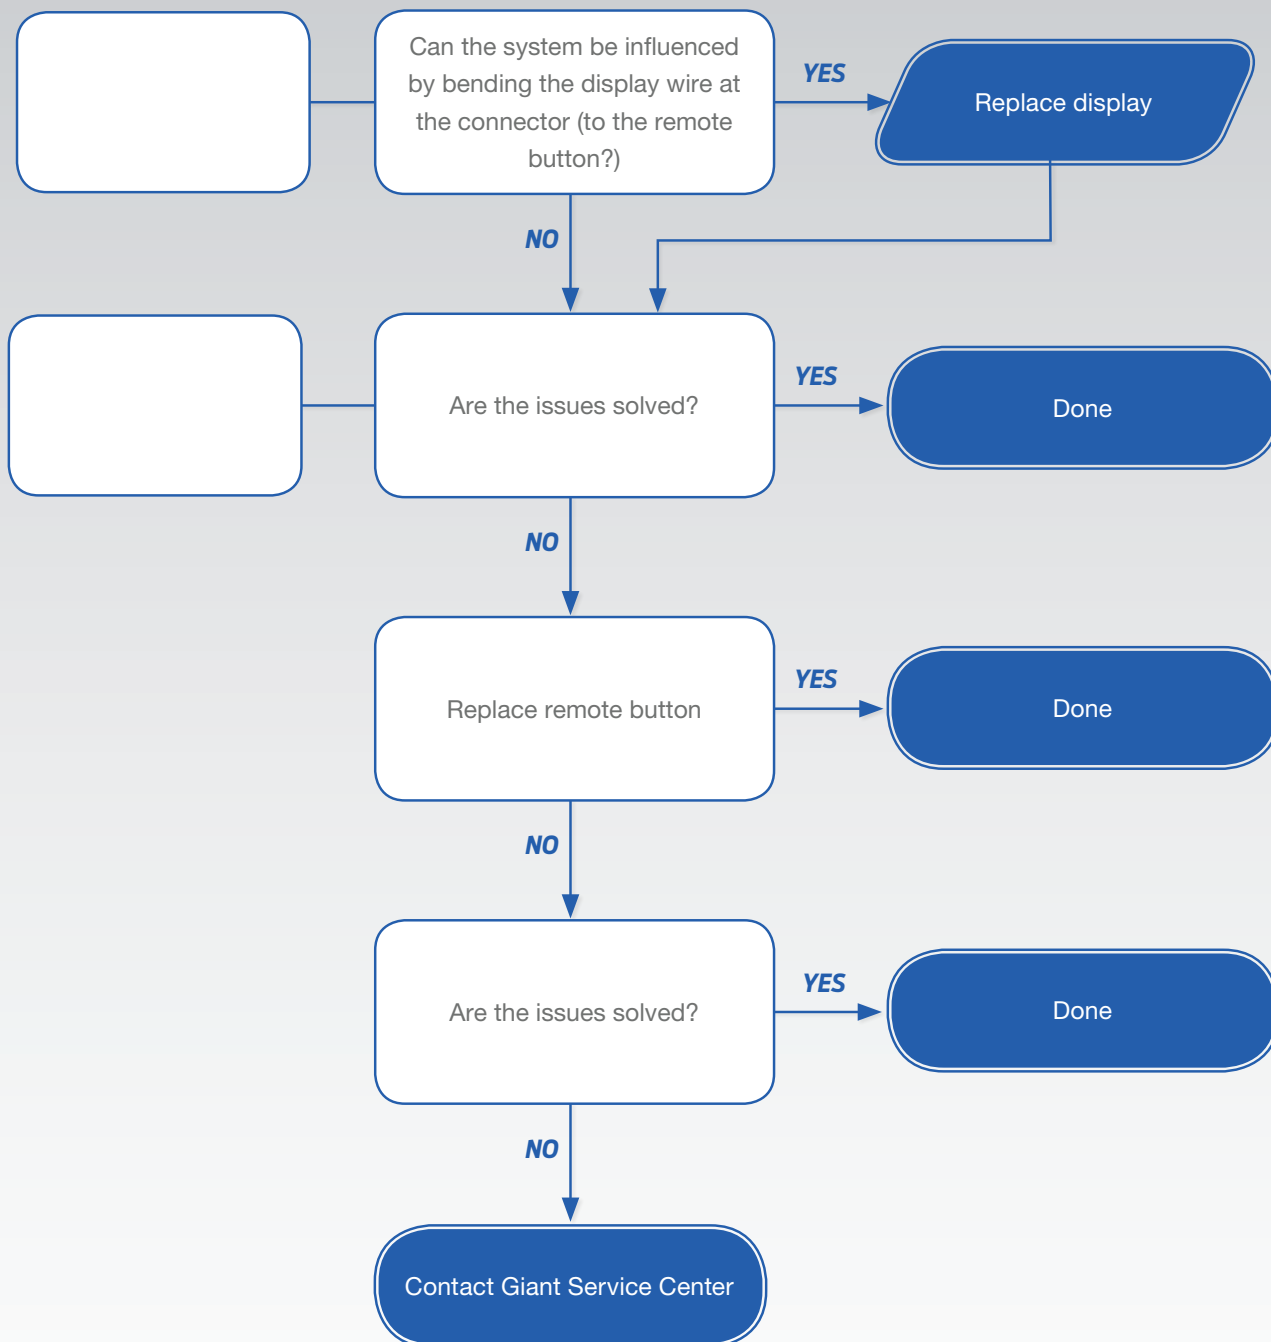 Can the system be influenced
by bending the display wire at
the connector (to the remote
button?)
YES
Replace display
NO
Are the issues solved?
YES
Done
NO
Replace remote button
YES
Done
NO
Are the issues solved?
YES
Done
NO
Contact Giant Service Center